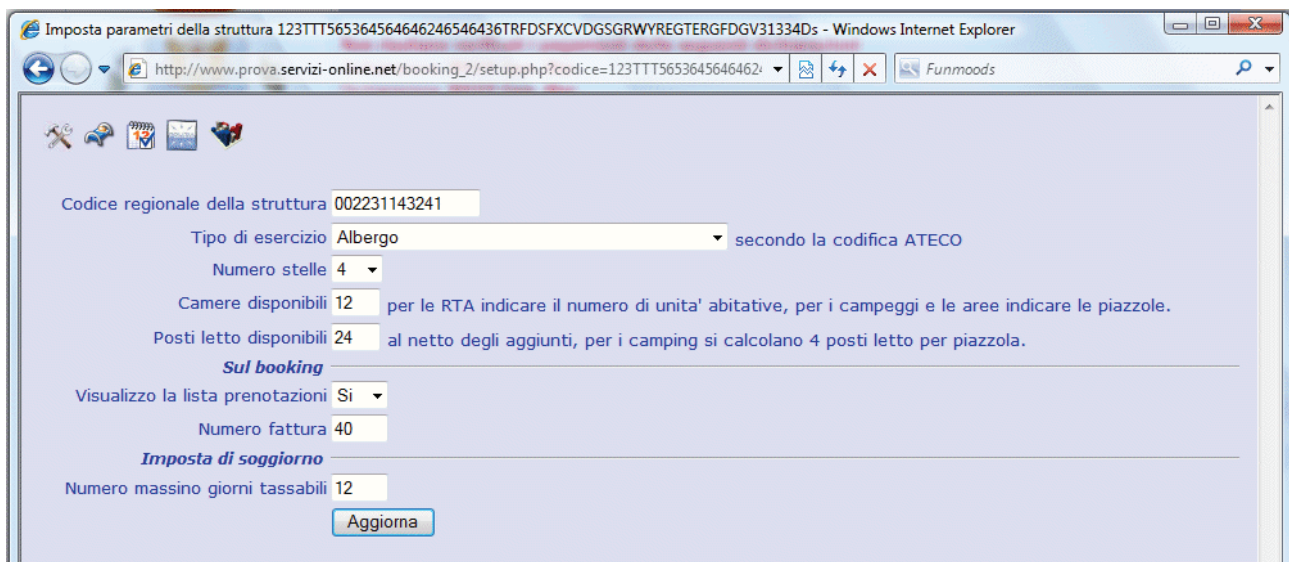 Imposta parametri della struttura 123TTT565364564646246546436TRFDSFXCVDGSGRWYREGTERGFDGV31334Ds - Windows Internet Explorer
http://www.prova.servizi-online.net/booking_2/setup.php?codice=123TTT56536456464624 Funmoods
12
Codice regionale della struttura 002231143241
Tipo di esercizio Albergo secondo la codifica ATECO
Numero stelle 4
Camere disponibili 12 per le RTA indicare il numero di unita' abitative, per i campeggi e le aree indicare le piazzole.
Posti letto disponibili 24 al netto degli aggiunti, per i camping si calcolano 4 posti letto per piazzola.
Sul booking
Visualizzo la lista prenotazioni Si
Numero fattura 40
Imposta di soggiorno
Numero massino giorni tassabili 12
Aggiorna